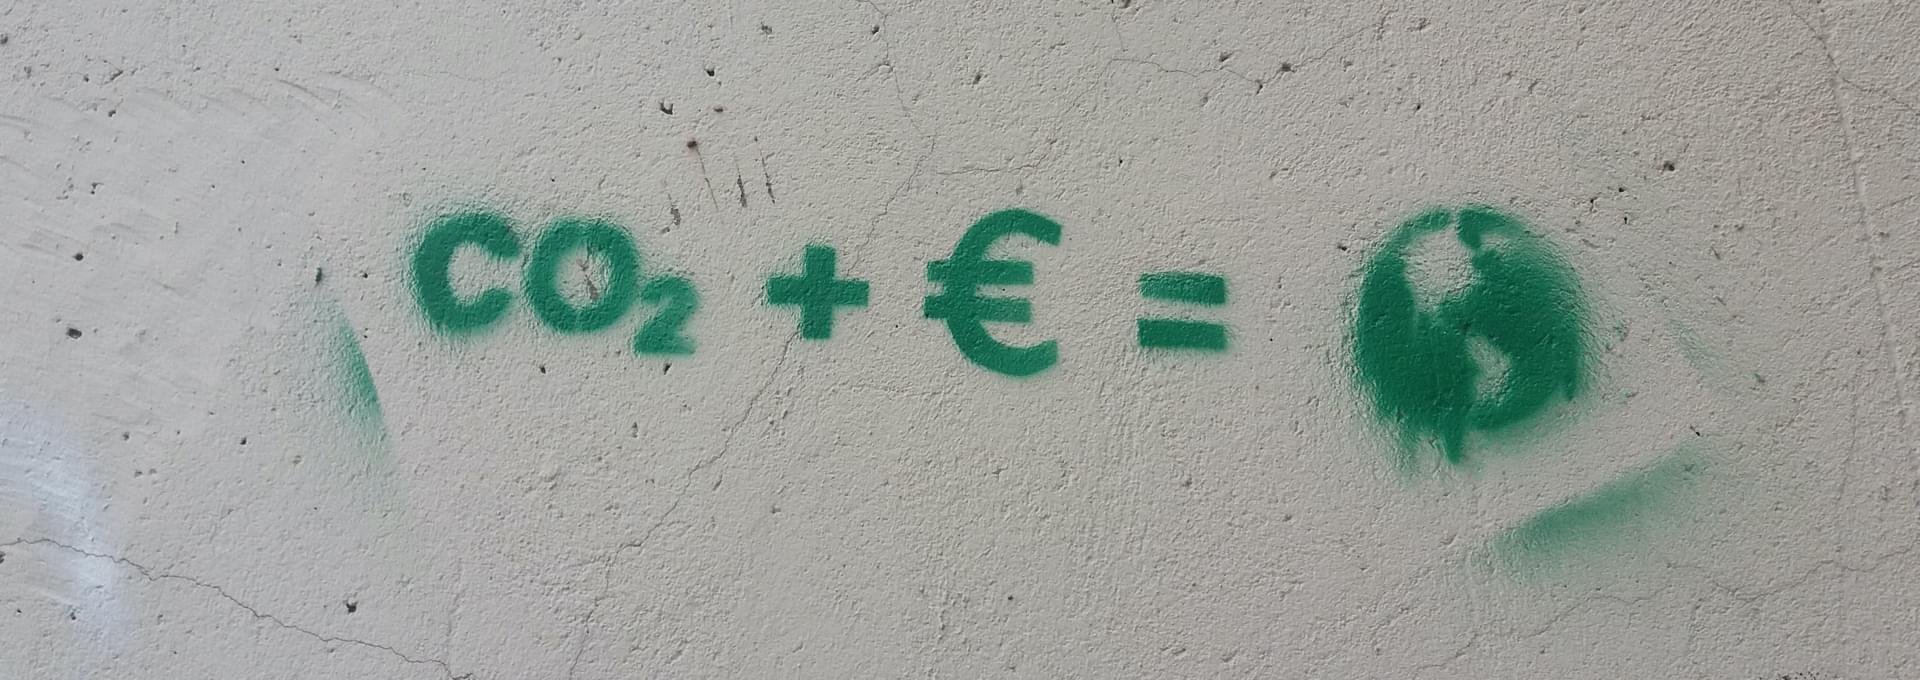 CO₂ + € =